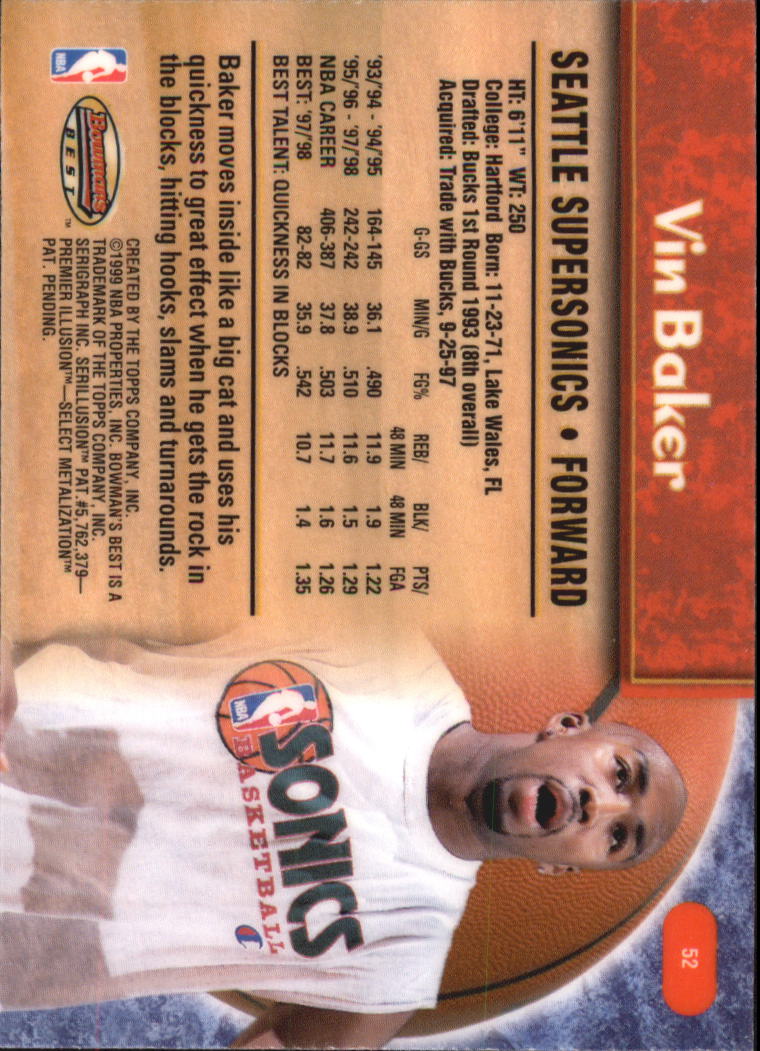 Vin Baker
52
SEATTLE SUPERSONICS • FORWARD
HT: 6'11" WT: 250
College: Hartford Born: 11-23-71, Lake Wales, FL
Drafted: Bucks 1st Round 1993 (8th overall)
Acquired: Trade with Bucks, 9-25-97
REB/ BLK/ PTS/
G-GS MIN/G FG% 48 MIN 48 MIN FGA
'93/'94 - '94/'95 164-145 36.1 .490 11.9 1.9 1.22
'95/'96 - '97/'98 242-242 38.9 .510 11.6 1.5 1.29
NBA CAREER 406-387 37.8 .503 11.7 1.6 1.26
BEST: '97/'98 82-82 35.9 .542 10.7 1.4 1.35
BEST TALENT: QUICKNESS IN BLOCKS
Baker moves inside like a big cat and uses his
quickness to great effect when he gets the rock in
the blocks, hitting hooks, slams and turnarounds.
NBA
Bowman's
BEST™
CREATED BY THE TOPPS COMPANY, INC.
©1999 NBA PROPERTIES, INC. BOWMAN'S BEST IS A
TRADEMARK OF THE TOPPS COMPANY, INC.
SERIGRAPH INC. SERILLUSION™ PAT.#5,762,379—
PREMIER ILLUSION™—SELECT METALIZATION™
PAT. PENDING.
SONICS
BASKETBALL
NBA